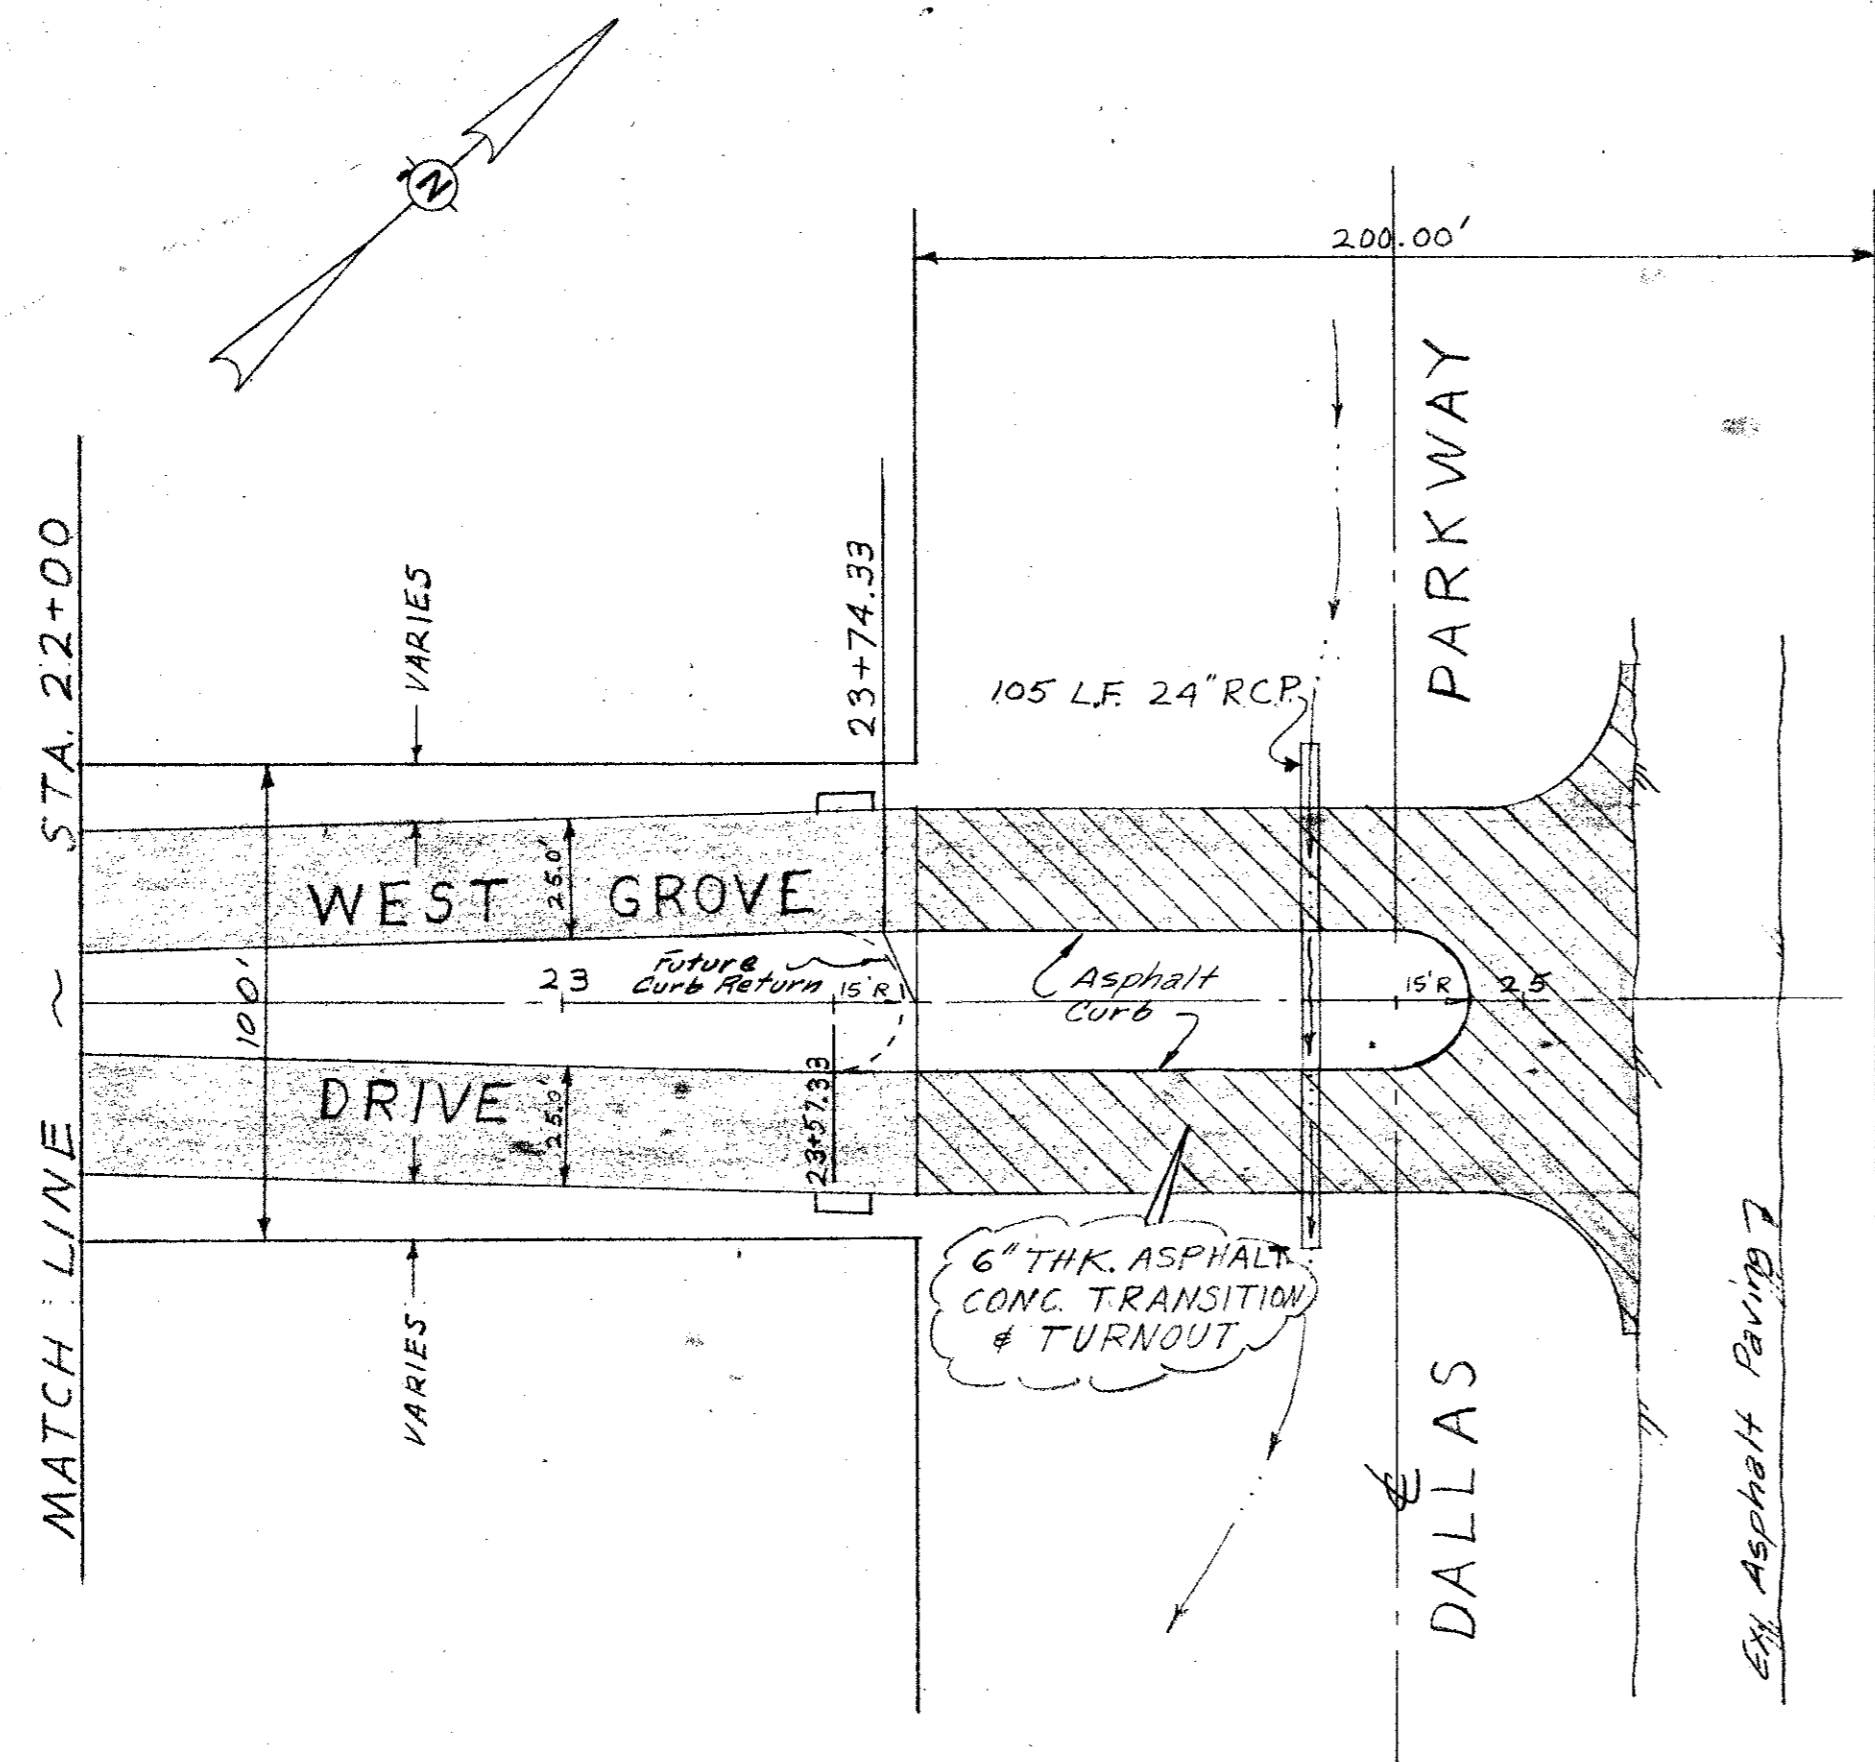 N
200.00'
MATCH LINE ~ STA. 22+00
VARIES
23+74.33
105 L.F. 24" R.C.P.
PARKWAY
WEST GROVE
25.0'
100'
23
Future
Curb Return
15'R
Asphalt
Curb
15'R
25
DRIVE
25.0'
23+57.33
6" THK. ASPHALT
CONC. TRANSITION
& TURNOUT
VARIES
℄
DALLAS
Ex. Asphalt Paving